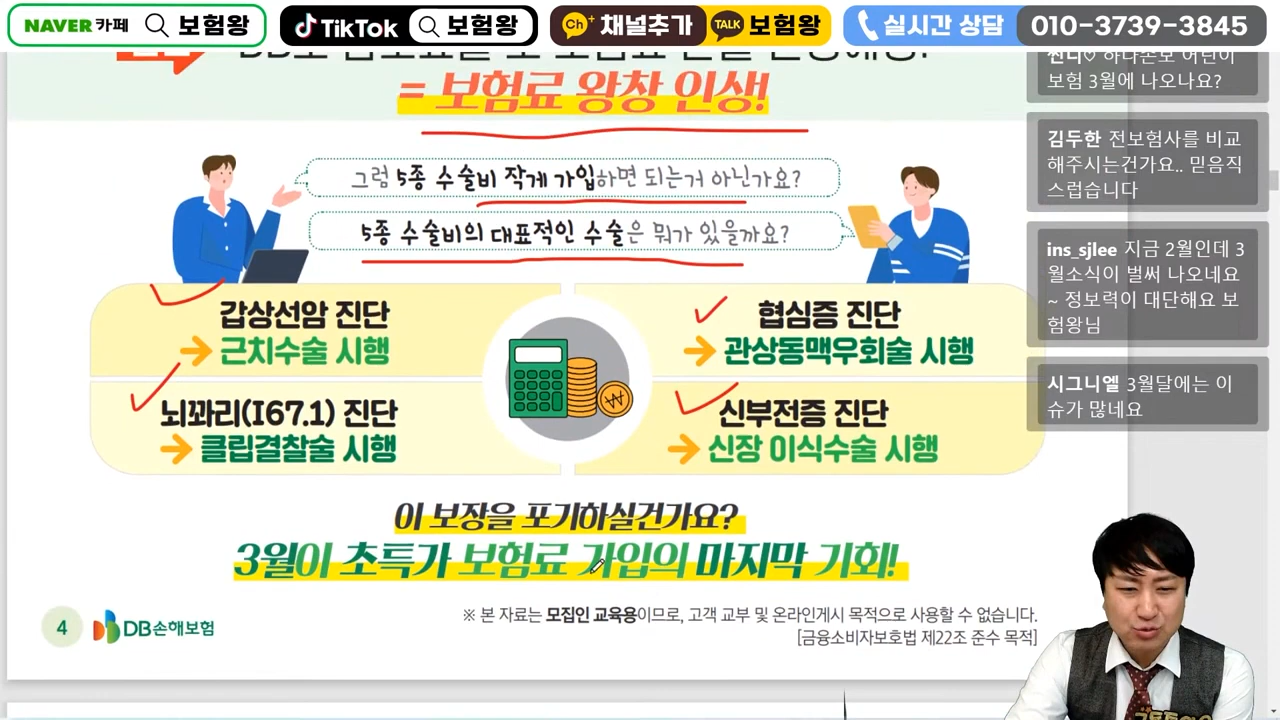 NAVER 카페 보험왕
TikTok 보험왕
Ch+ 채널추가 TALK 보험왕
실시간 상담 010-3739-3845
= 보험료 왕창 인상!
그럼 5종 수술비 작게 가입하면 되는거 아닌가요?
5종 수술비의 대표적인 수술은 뭐가 있을까요?
갑상선암 진단
→ 근치수술 시행
협심증 진단
→ 관상동맥우회술 시행
뇌꽈리(I67.1) 진단
→ 클립결찰술 시행
신부전증 진단
→ 신장 이식수술 시행
이 보장을 포기하실건가요?
3월이 초특가 보험료 가입의 마지막 기회!
※ 본 자료는 모집인 교육용이므로, 고객 교부 및 온라인게시 목적으로 사용할 수 없습니다.
[금융소비자보호법 제22조 준수 목적]
4 DB손해보험
하나손보 어린이
보험 3월에 나오나요?
김두한 전보험사를 비교
해주시는건가요.. 믿음직
스럽습니다
ins_sjlee 지금 2월인데 3
월소식이 벌써 나오네요
~ 정보력이 대단해요 보
험왕님
시그니엘 3월달에는 이
슈가 많네요